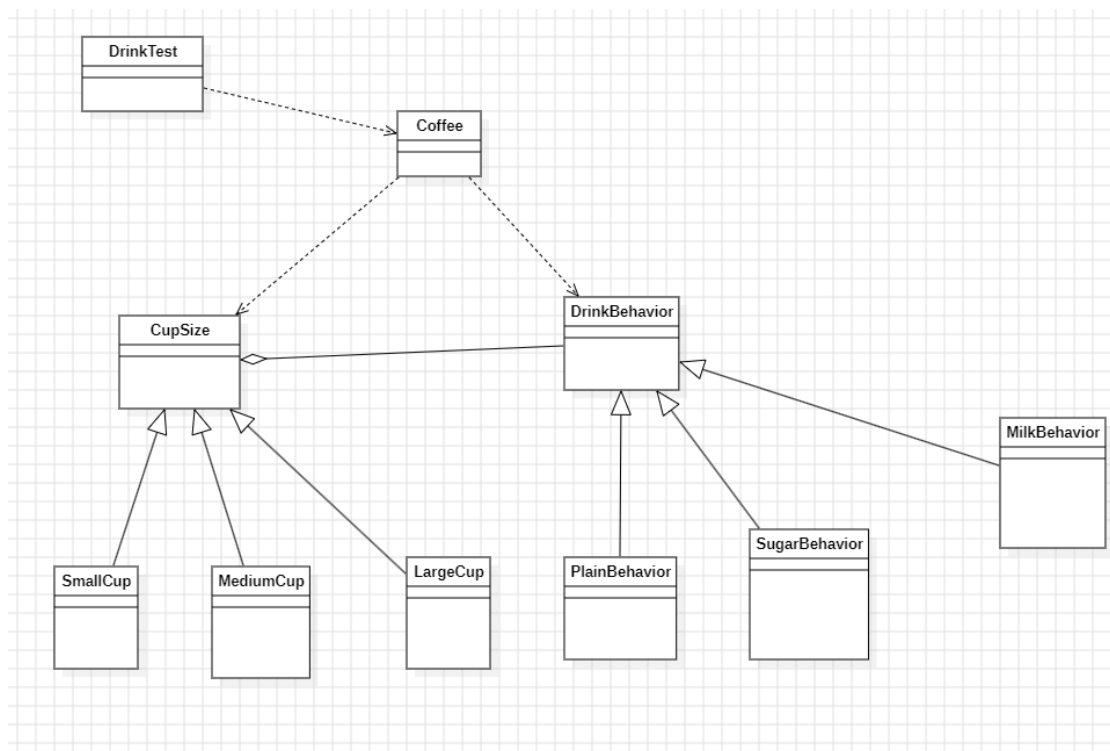 DrinkTest
Coffee
CupSize
DrinkBehavior
MilkBehavior
SmallCup
MediumCup
LargeCup
PlainBehavior
SugarBehavior